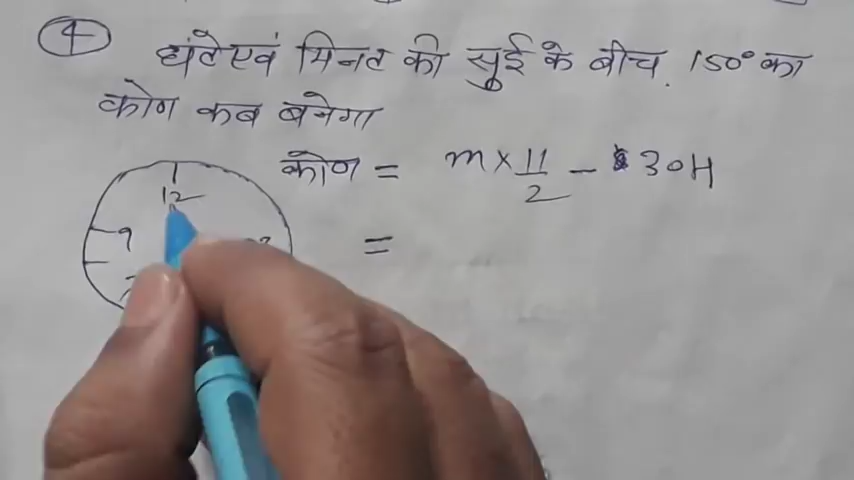 4 घंटे एवं मिनट की सूई के बीच 150° का
कोण कब बनेगा
कोण = m × 11/2 - 30H
12
9
=